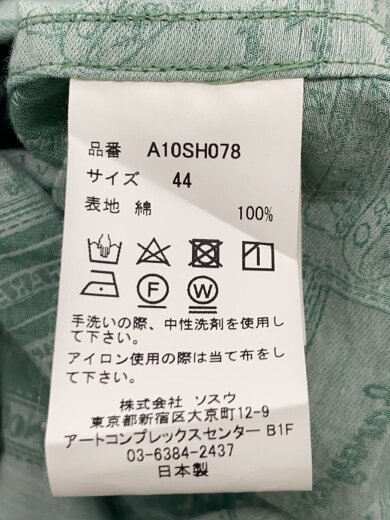 品番 A10SH078
サイズ 44
表地 綿 100%
F W
手洗いの際、中性洗剤を使用し
て下さい。
アイロン使用の際は当て布をし
て下さい。
株式会社 ソスウ
東京都新宿区大京町12-9
アートコンプレックスセンター B1F
03-6384-2437
日本製